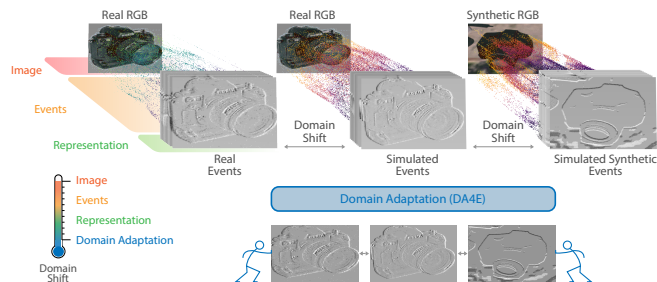 Real RGB
Real RGB
Synthetic RGB
Image
Events
Representation
Real
Events
Domain
Shift
Simulated
Events
Domain
Shift
Simulated Synthetic
Events
Image
Events
Representation
Domain Adaptation
Domain
Shift
Domain Adaptation (DA4E)